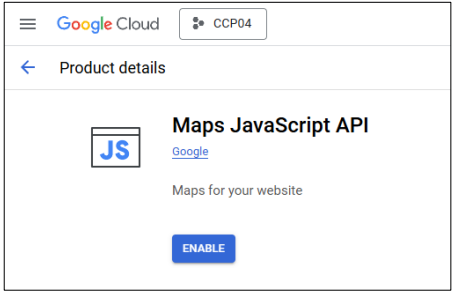 Google Cloud CCP04
Product details
JS
Maps JavaScript API
Google
Maps for your website
ENABLE